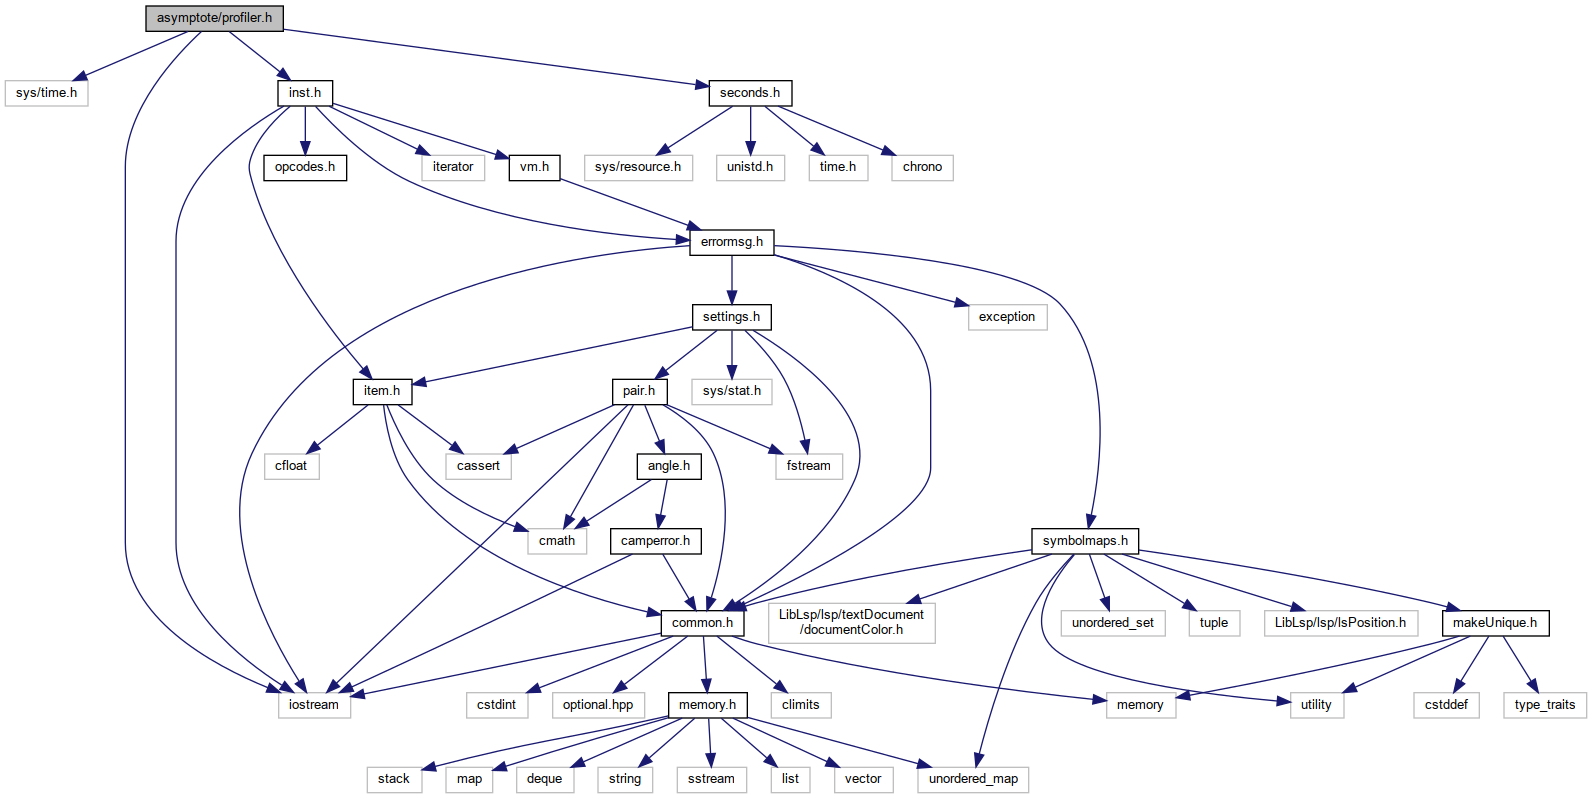 asymptote/profiler.h
sys/time.h
inst.h
seconds.h
opcodes.h
iterator
vm.h
sys/resource.h
unistd.h
time.h
chrono
errormsg.h
settings.h
exception
item.h
pair.h
sys/stat.h
cfloat
cassert
angle.h
fstream
cmath
camperror.h
symbolmaps.h
common.h
LibLsp/lsp/textDocument
/documentColor.h
unordered_set
tuple
LibLsp/lsp/lsPosition.h
makeUnique.h
iostream
cstdint
optional.hpp
memory.h
climits
memory
utility
cstddef
type_traits
stack
map
deque
string
sstream
list
vector
unordered_map